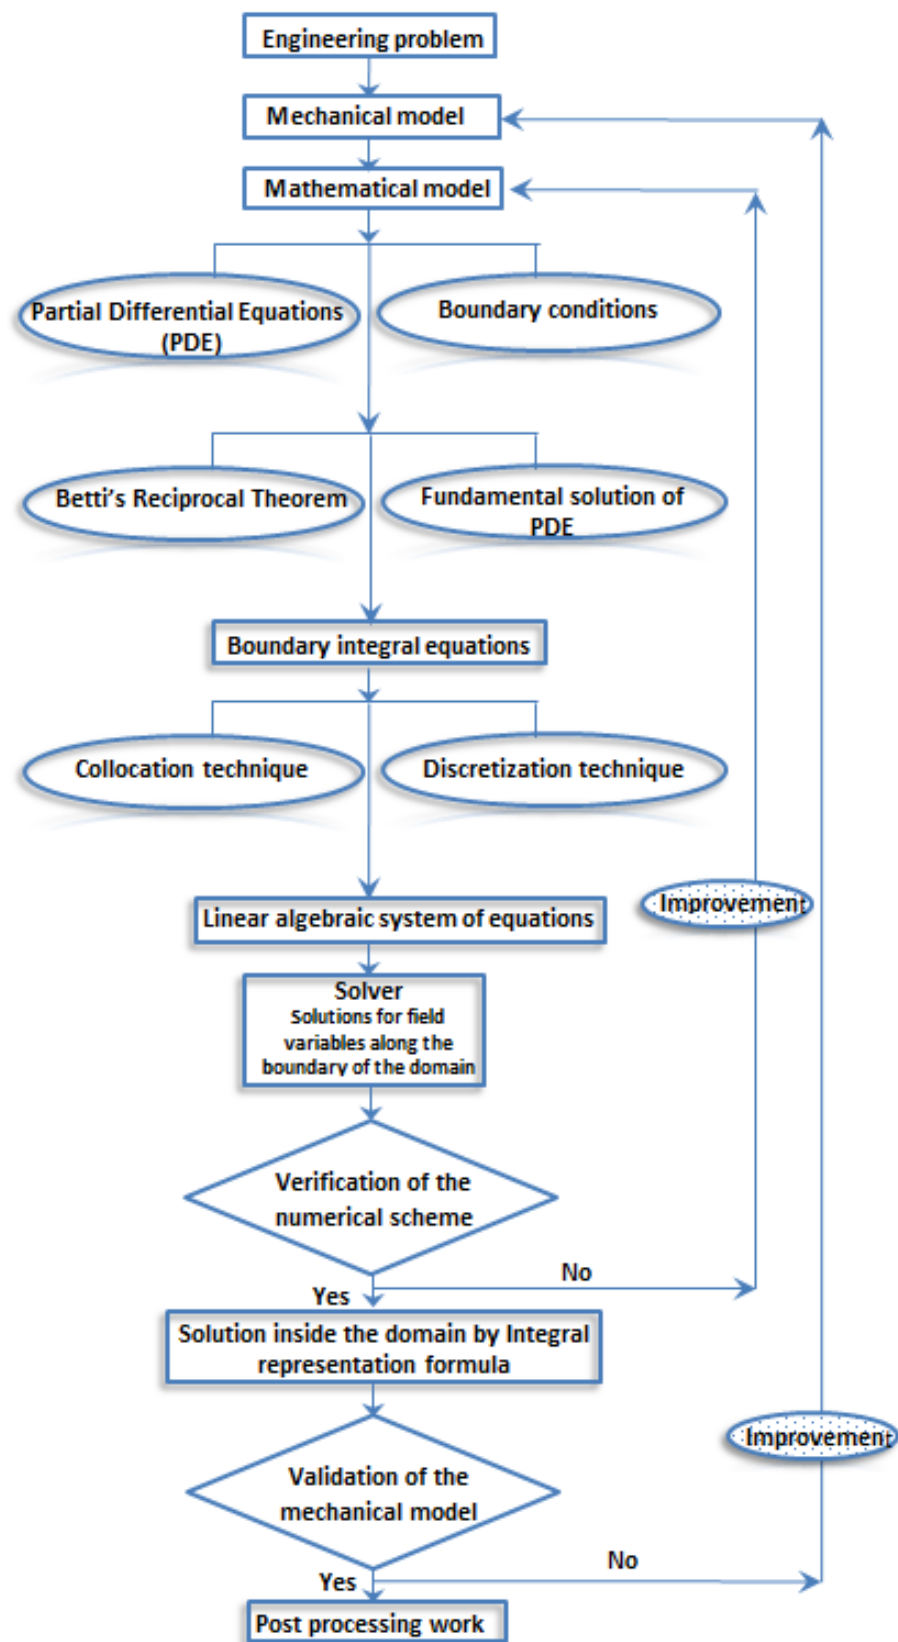 Engineering problem
Mechanical model
Mathematical model
Partial Differential Equations
(PDE)
Boundary conditions
Betti's Reciprocal Theorem
Fundamental solution of
PDE
Boundary integral equations
Collocation technique
Discretization technique
Improvement
Linear algebraic system of equations
Solver
Solutions for field
variables along the
boundary of the domain
Verification of the
numerical scheme
No
Yes
Solution inside the domain by Integral
representation formula
Improvement
Validation of the
mechanical model
No
Yes
Post processing work